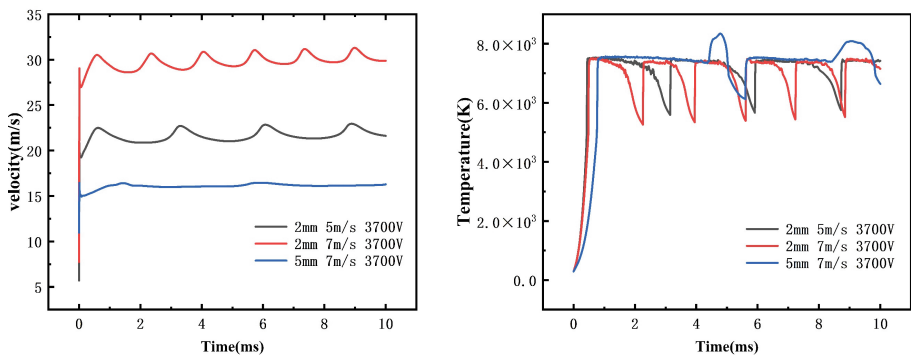 35
30
25
20
15
10
5
velocity(m/s)
0 2 4 6 8 10
Time(ms)
2mm 5m/s 3700V
2mm 7m/s 3700V
5mm 7m/s 3700V
8.0×10³
6.0×10³
4.0×10³
2.0×10³
0.0
Temperature(K)
0 2 4 6 8 10
Time(ms)
2mm 5m/s 3700V
2mm 7m/s 3700V
5mm 7m/s 3700V